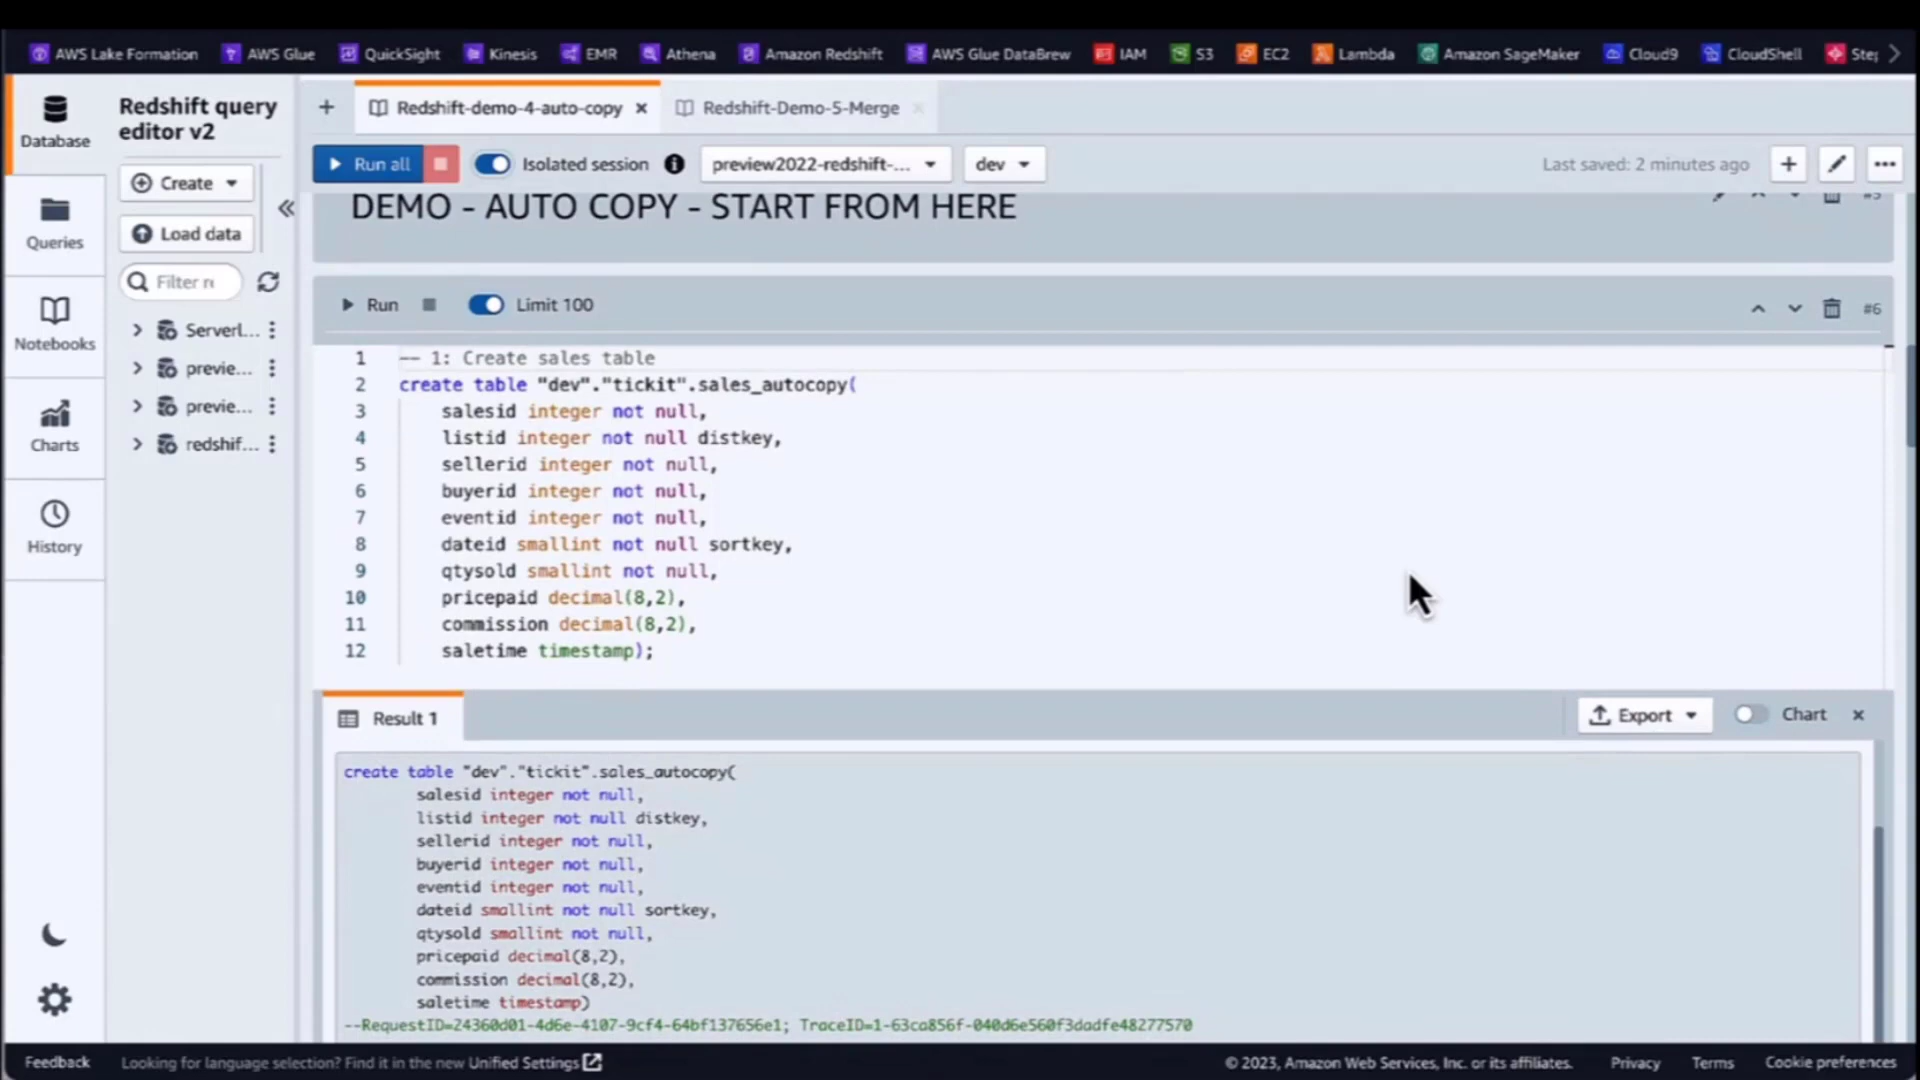 AWS Lake Formation AWS Glue QuickSight Kinesis EMR Athena Amazon Redshift AWS Glue DataBrew IAM S3 EC2 Lambda Amazon SageMaker Cloud9 CloudShell Ste
Database
Queries
Notebooks
Charts
History
Redshift query
editor v2
Create
Load data
Filter r
Serverl...
previe...
previe...
redshif...
Redshift-demo-4-auto-copy
Redshift-Demo-5-Merge
Run all Isolated session preview2022-redshift-... dev Last saved: 2 minutes ago
DEMO - AUTO COPY - START FROM HERE
#5
Run Limit 100 #6
1 -- 1: Create sales table
2 create table "dev"."tickit".sales_autocopy(
3 salesid integer not null,
4 listid integer not null distkey,
5 sellerid integer not null,
6 buyerid integer not null,
7 eventid integer not null,
8 dateid smallint not null sortkey,
9 qtysold smallint not null,
10 pricepaid decimal(8,2),
11 commission decimal(8,2),
12 saletime timestamp);
Result 1 Export Chart
create table "dev"."tickit".sales_autocopy(
salesid integer not null,
listid integer not null distkey,
sellerid integer not null,
buyerid integer not null,
eventid integer not null,
dateid smallint not null sortkey,
qtysold smallint not null,
pricepaid decimal(8,2),
commission decimal(8,2),
saletime timestamp)
--RequestID=24360d01-4d6e-4107-9cf4-64bf137656e1; TraceID=1-63ca856f-040d6e560f3dadfe48277570
Feedback Looking for language selection? Find it in the new Unified Settings © 2023, Amazon Web Services, Inc. or its affiliates. Privacy Terms Cookie preferences